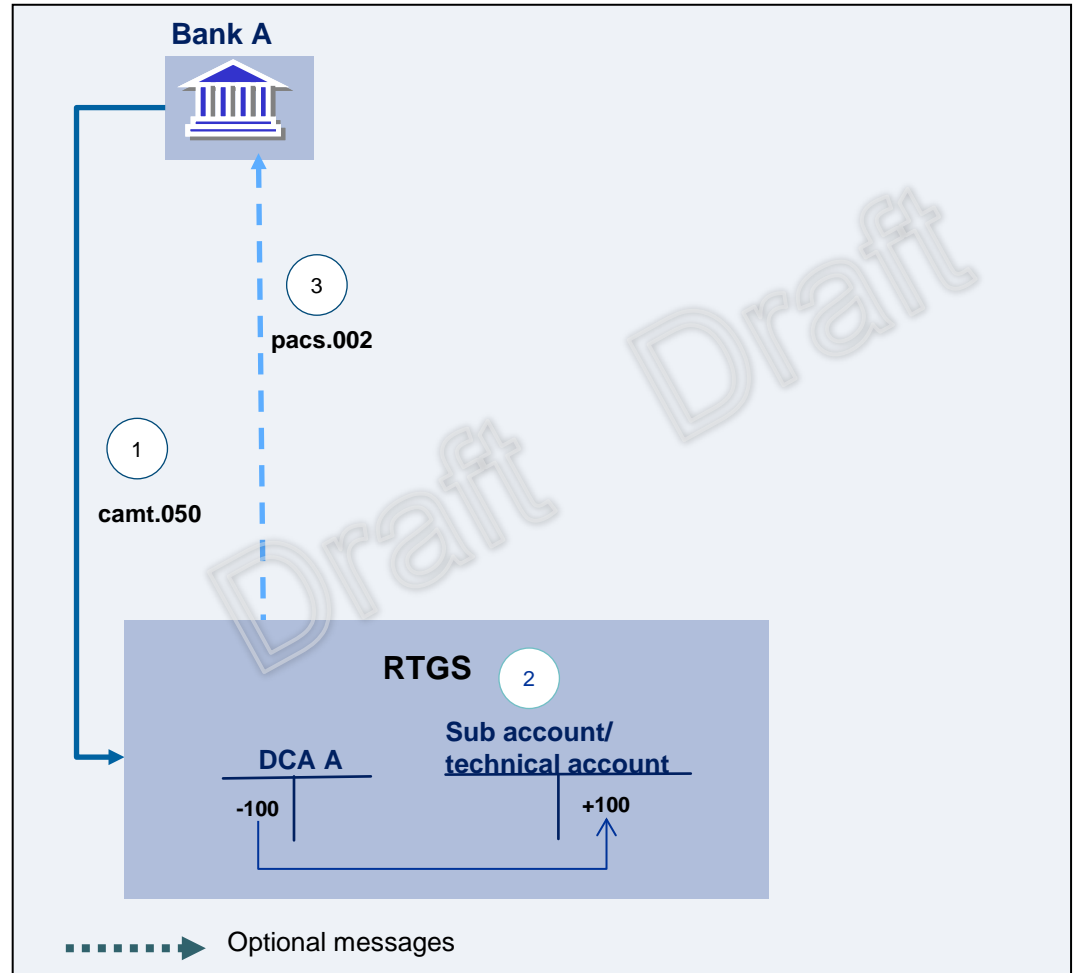 Bank A
3
pacs.002
1
camt.050
Draft Draft
RTGS 2
DCA A
Sub account/
technical account
-100
+100
Optional messages